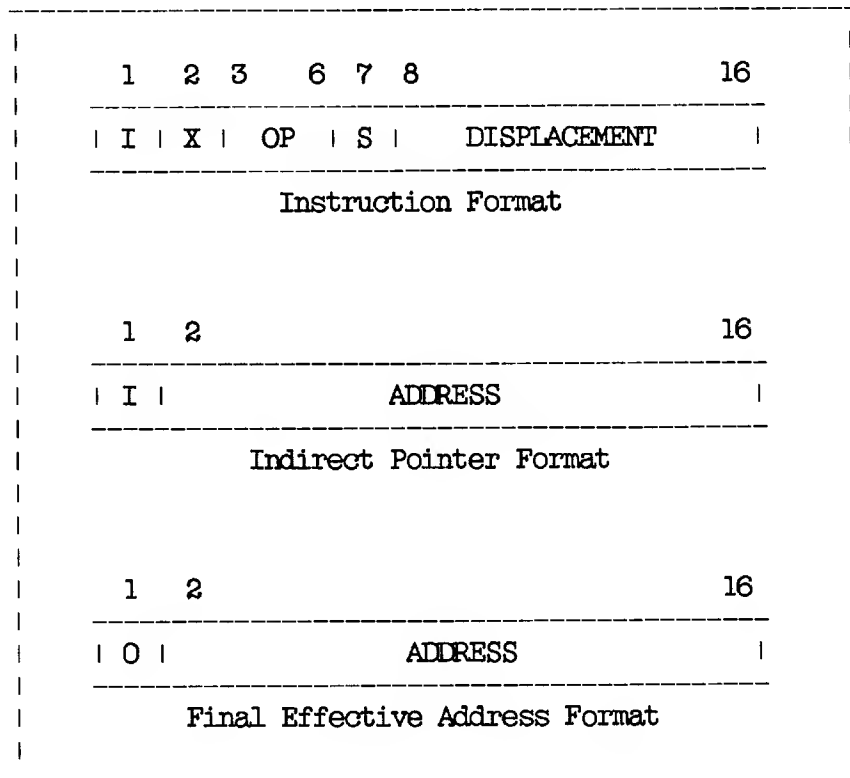 1 2 3 6 7 8 16
| I | X | OP | S | DISPLACEMENT |
Instruction Format
1 2 16
| I | ADDRESS |
Indirect Pointer Format
1 2 16
| 0 | ADDRESS |
Final Effective Address Format